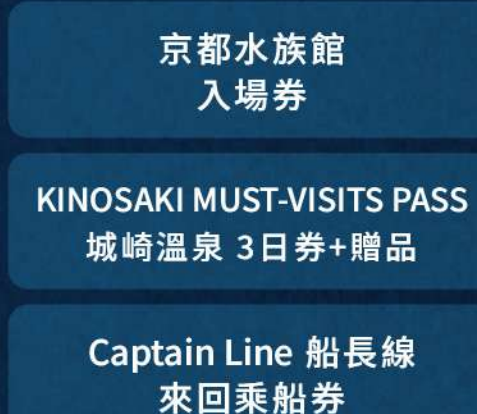 京都水族館
入場券
KINOSAKI MUST-VISITS PASS
城崎溫泉 3日券+贈品
Captain Line 船長線
來回乘船券